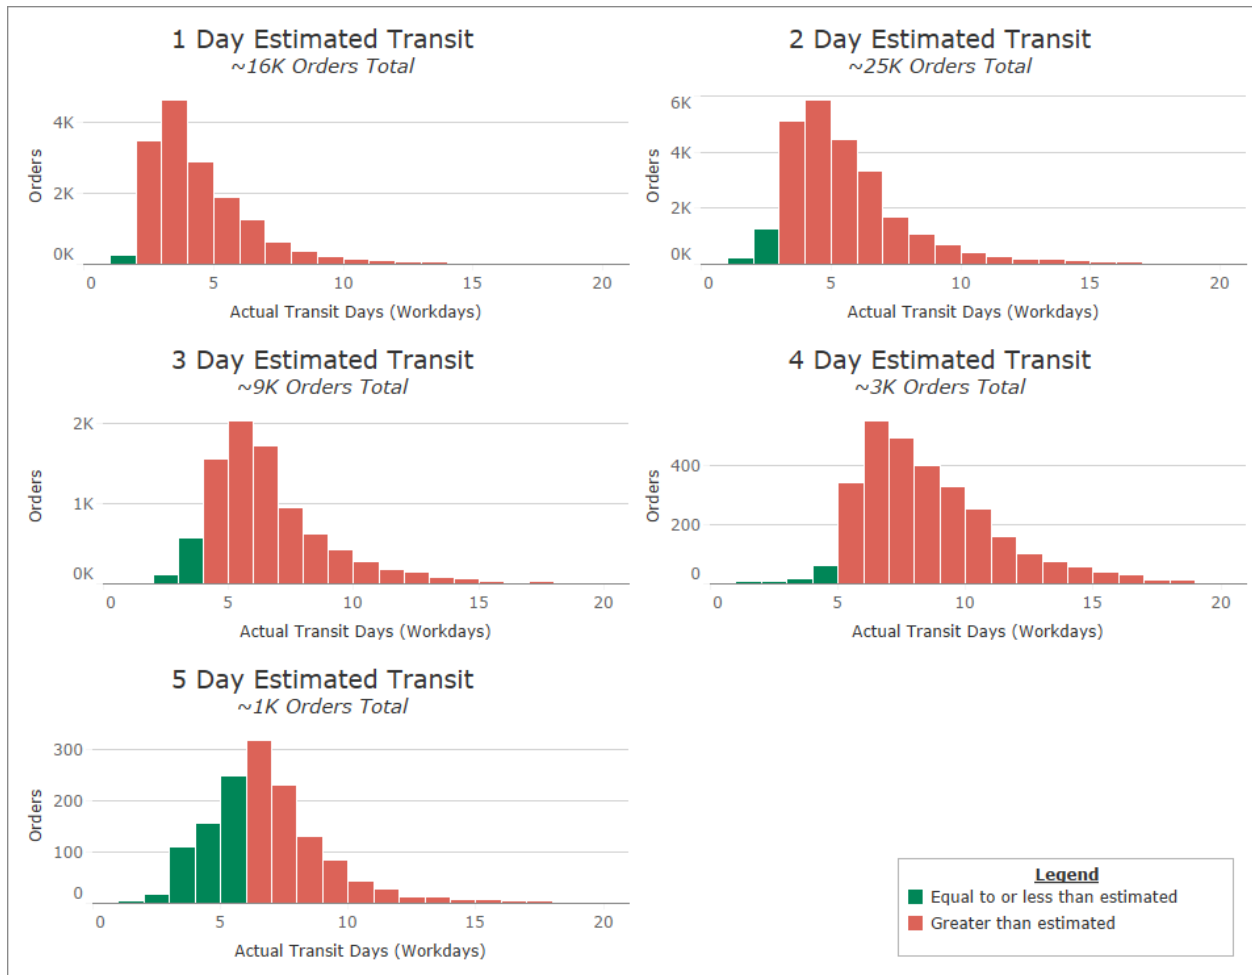 1 Day Estimated Transit
~16K Orders Total
4K
2K
0K
Orders
0 5 10 15 20
Actual Transit Days (Workdays)
2 Day Estimated Transit
~25K Orders Total
6K
4K
2K
0K
Orders
0 5 10 15 20
Actual Transit Days (Workdays)
3 Day Estimated Transit
~9K Orders Total
2K
1K
0K
Orders
0 5 10 15 20
Actual Transit Days (Workdays)
4 Day Estimated Transit
~3K Orders Total
400
200
0
Orders
0 5 10 15 20
Actual Transit Days (Workdays)
5 Day Estimated Transit
~1K Orders Total
300
200
100
0
Orders
0 5 10 15 20
Actual Transit Days (Workdays)
Legend
Equal to or less than estimated
Greater than estimated